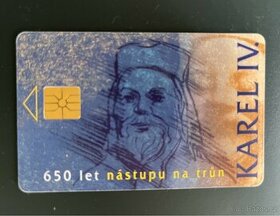 KAREL IV.
650 let nástupu na trůn